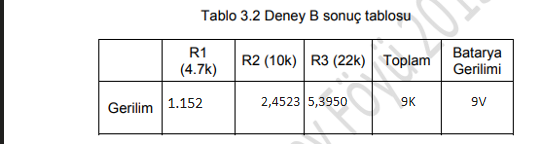 Tablo 3.2 Deney B sonuç tablosu
R1 (4.7k) R2 (10k) R3 (22k) Toplam Batarya Gerilimi
Gerilim 1.152 2,4523 5,3950 9K 9V
Föyü